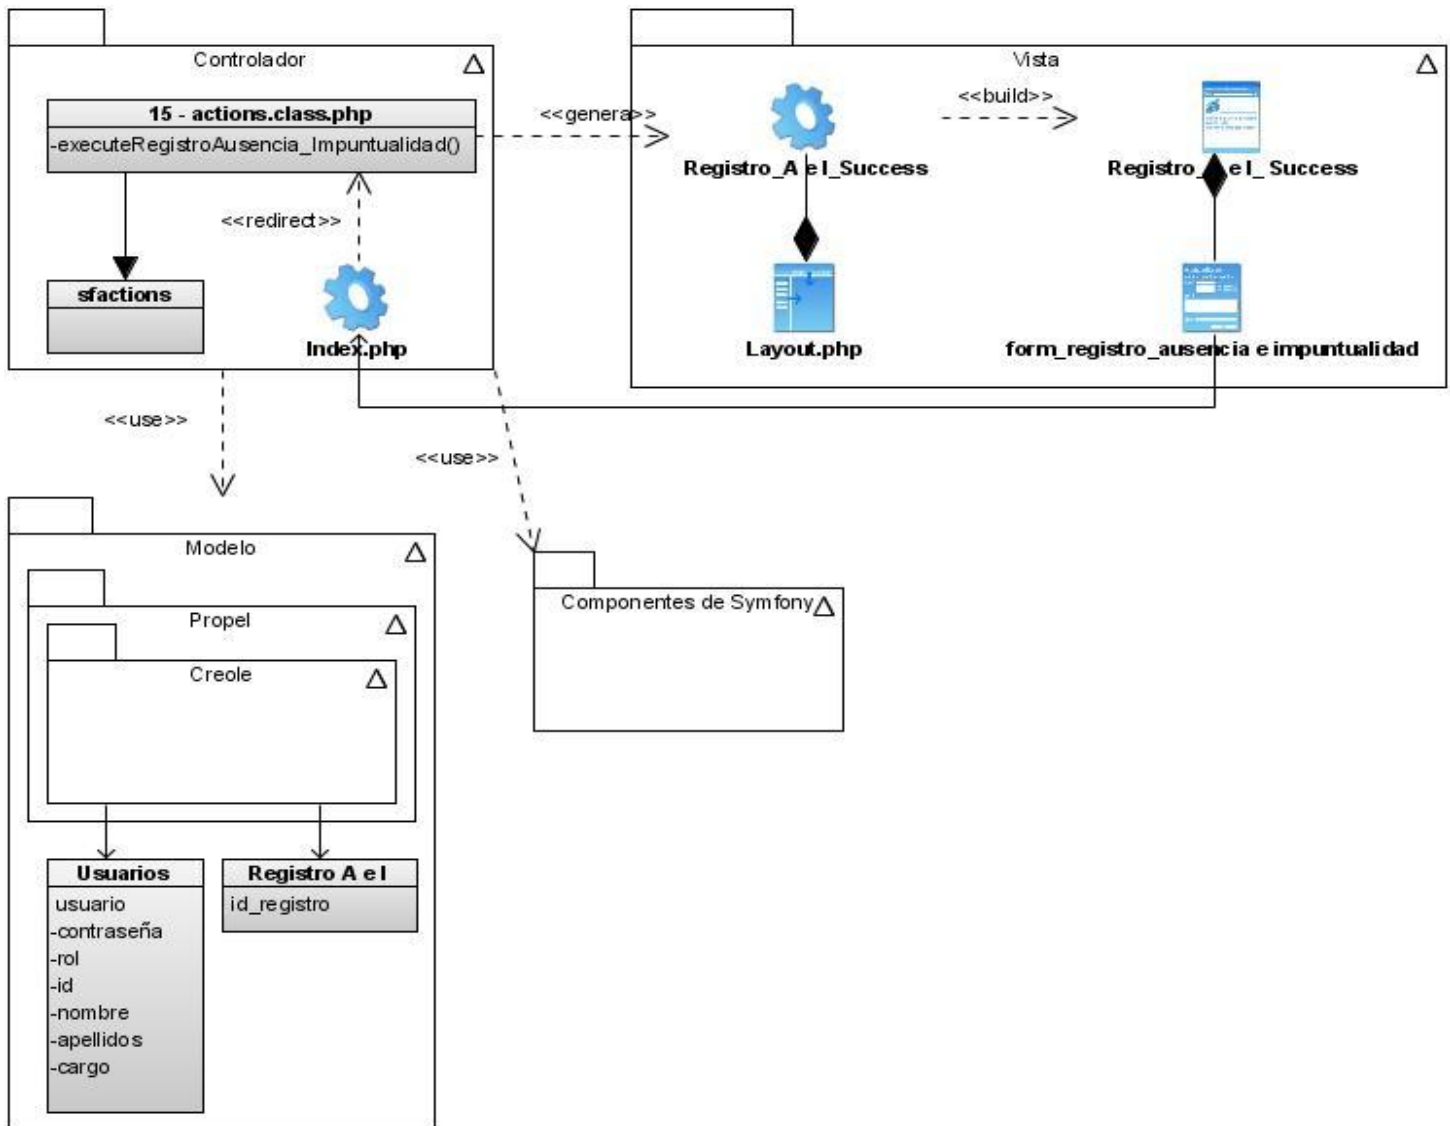 Controlador
15 - actions.class.php
-executeRegistroAusencia_Impuntualidad()
<<redirect>>
sfactions
Index.php
<<genera>>
Vista
<<build>>
Registro_A e I_Success
Registro_ e I_ Success
Layout.php
form_registro_ausencia e impuntualidad
<<use>>
<<use>>
Modelo
Propel
Creole
Componentes de Symfony
Usuarios
usuario
-contraseña
-rol
-id
-nombre
-apellidos
-cargo
Registro A e I
id_registro